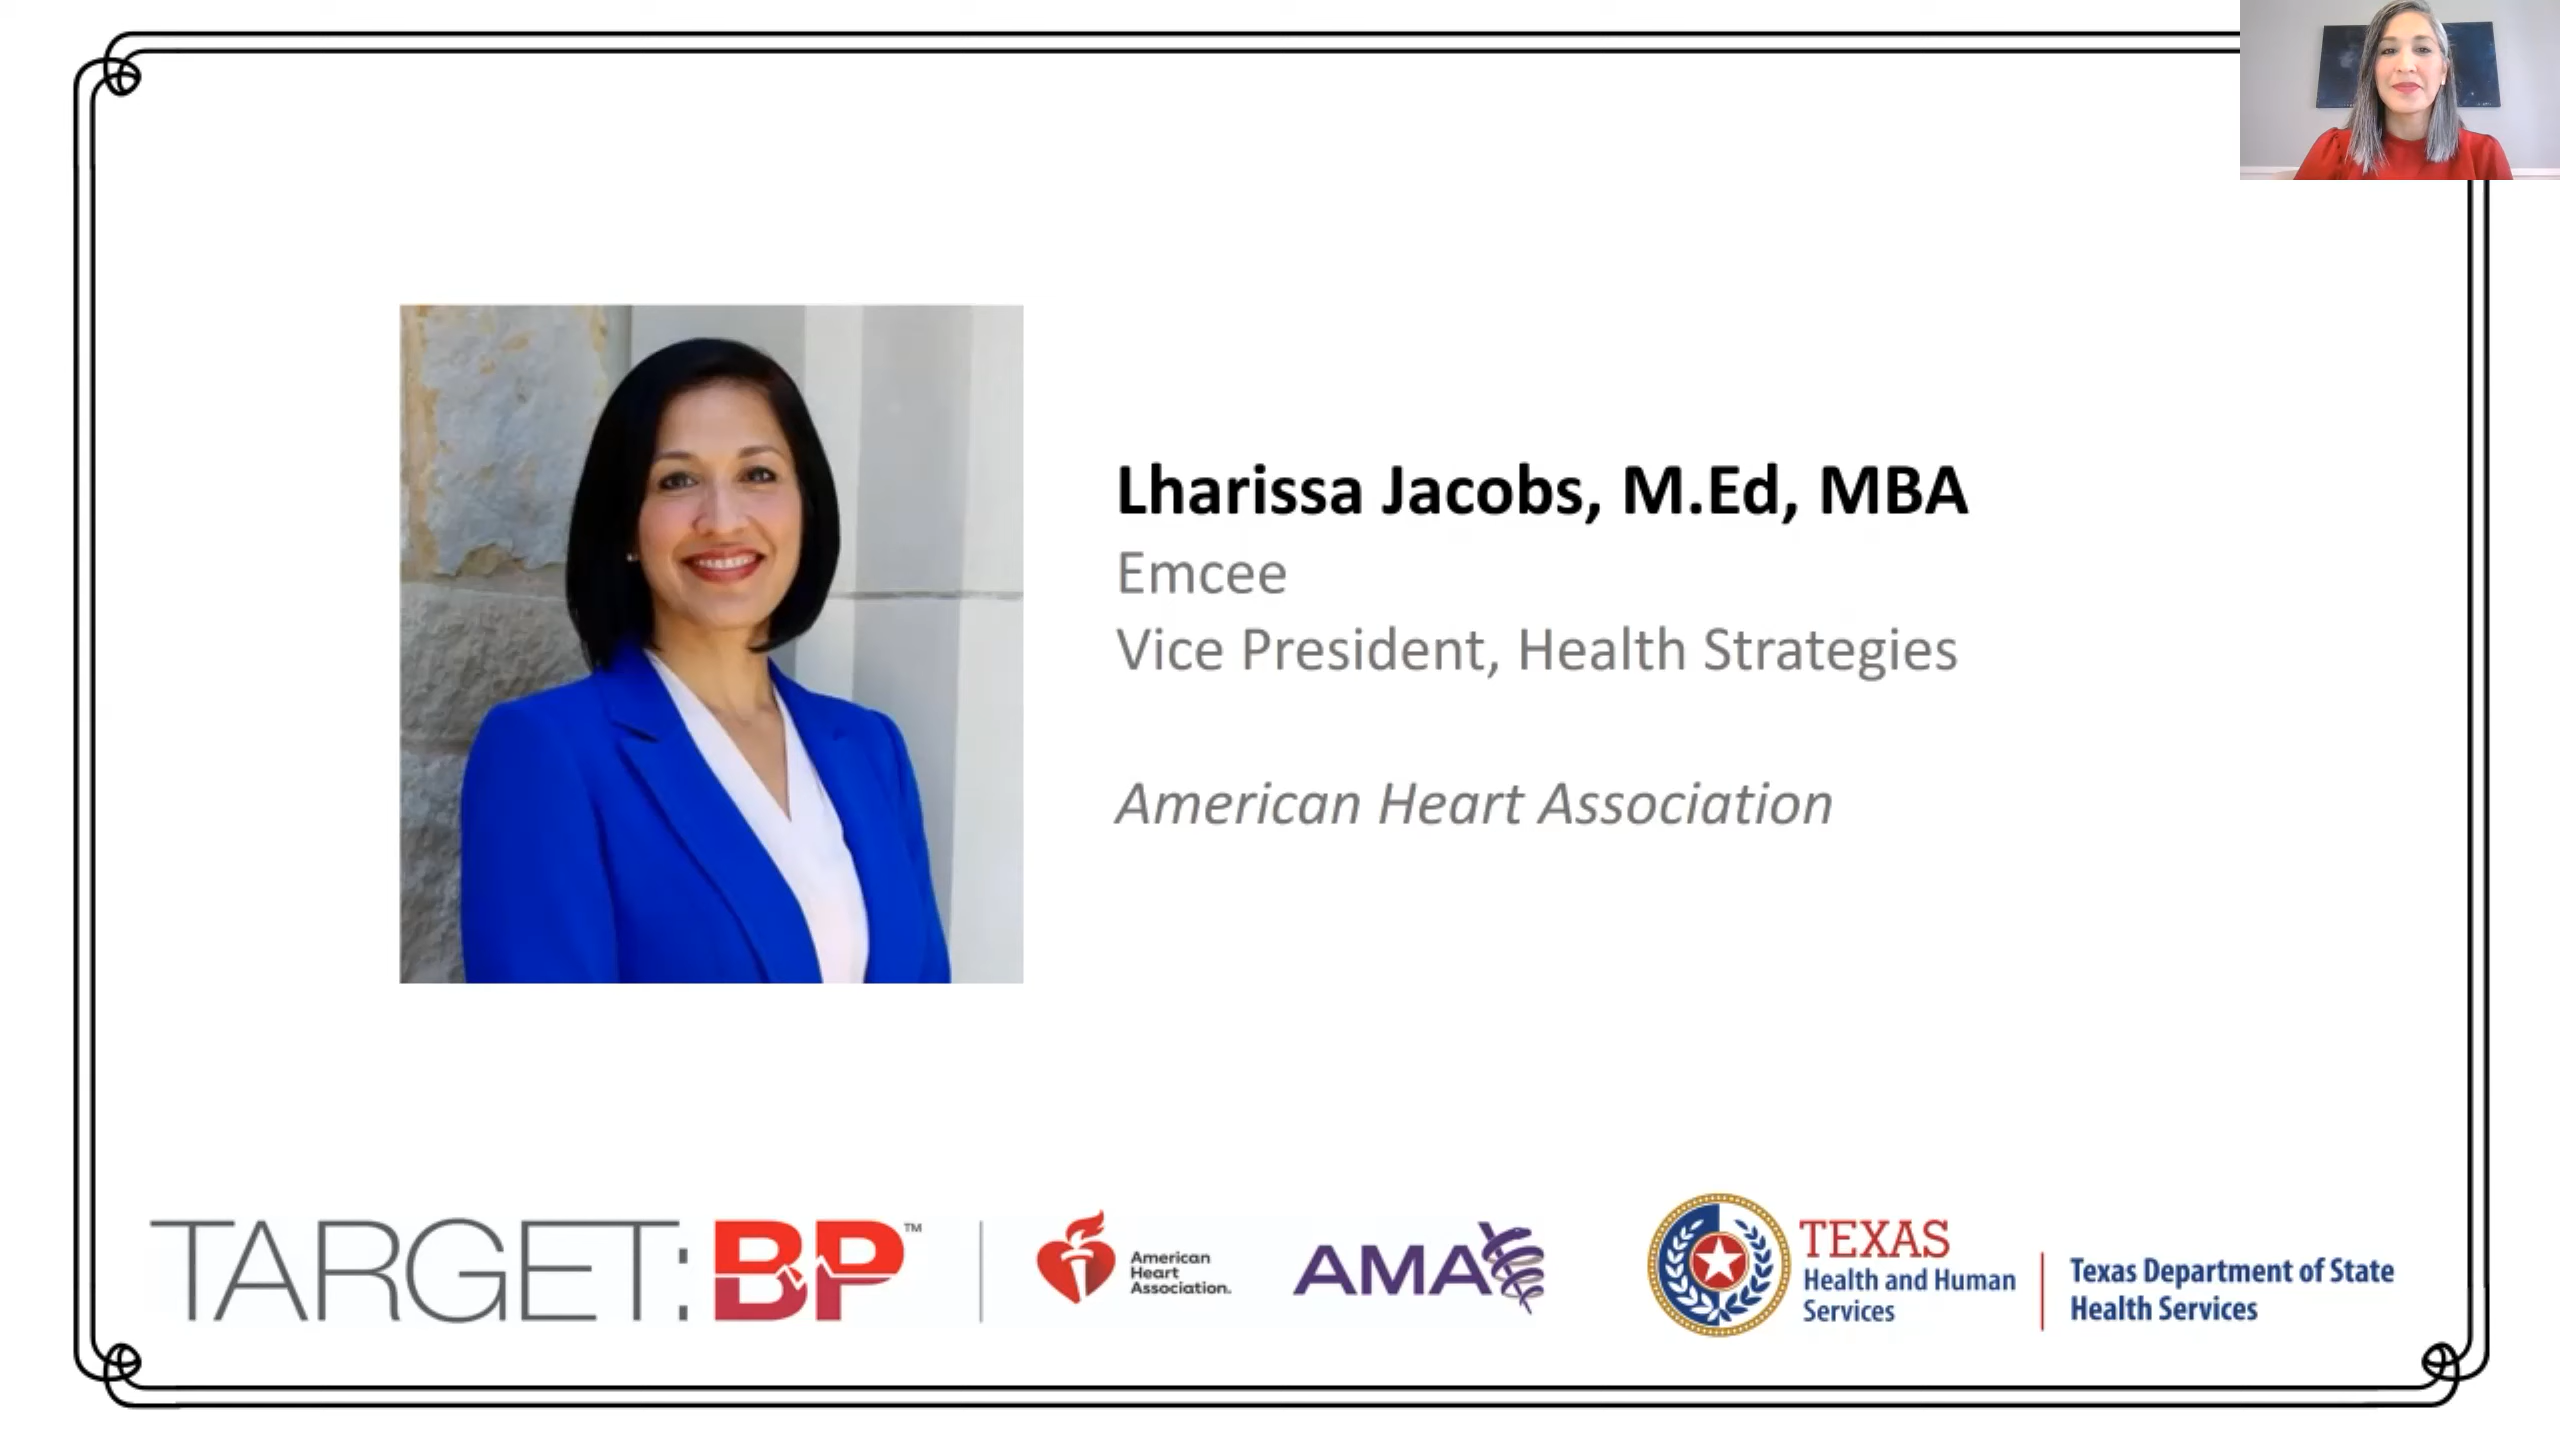 Lharissa Jacobs, M.Ed, MBA
Emcee
Vice President, Health Strategies
American Heart Association
TARGET:BP™
American
Heart
Association.
AMA
TEXAS
Health and Human
Services
Texas Department of State
Health Services